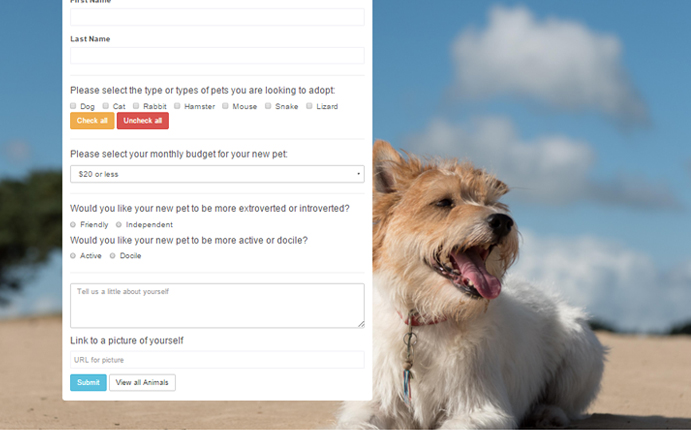 First Name
Last Name
Please select the type or types of pets you are looking to adopt:
Dog Cat Rabbit Hamster Mouse Snake Lizard
Check all Uncheck all
Please select your monthly budget for your new pet:
$20 or less
Would you like your new pet to be more extroverted or introverted?
Friendly Independent
Would you like your new pet to be more active or docile?
Active Docile
Tell us a little about yourself
Link to a picture of yourself
URL for picture
Submit View all Animals